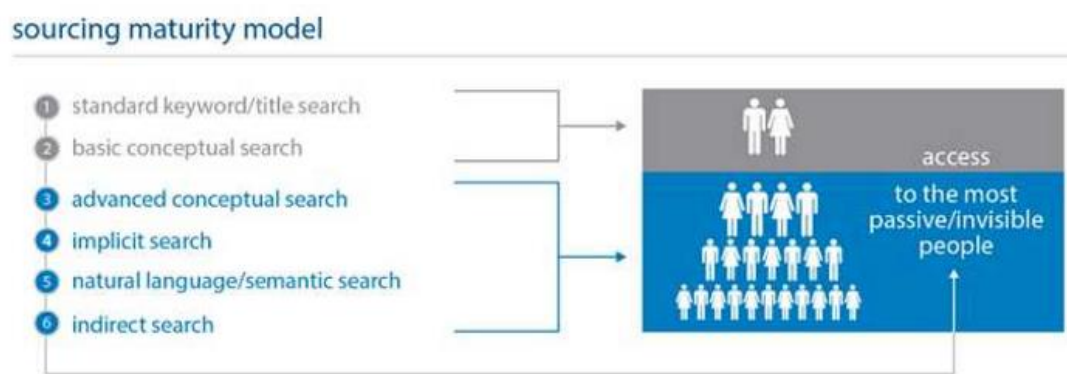 sourcing maturity model
1 standard keyword/title search
2 basic conceptual search
3 advanced conceptual search
4 implicit search
5 natural language/semantic search
6 indirect search
access
to the most
passive/invisible
people